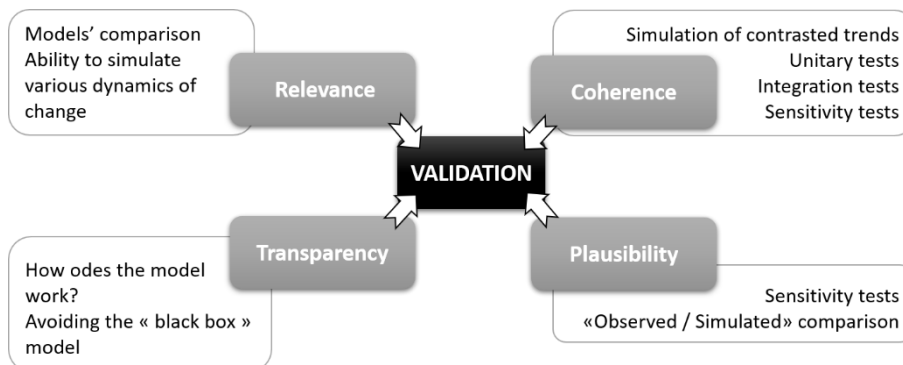 Models’ comparison
Ability to simulate
various dynamics of
change
Relevance
Simulation of contrasted trends
Unitary tests
Integration tests
Sensitivity tests
Coherence
VALIDATION
How odes the model
work?
Avoiding the « black box »
model
Transparency
Plausibility
Sensitivity tests
«Observed / Simulated» comparison